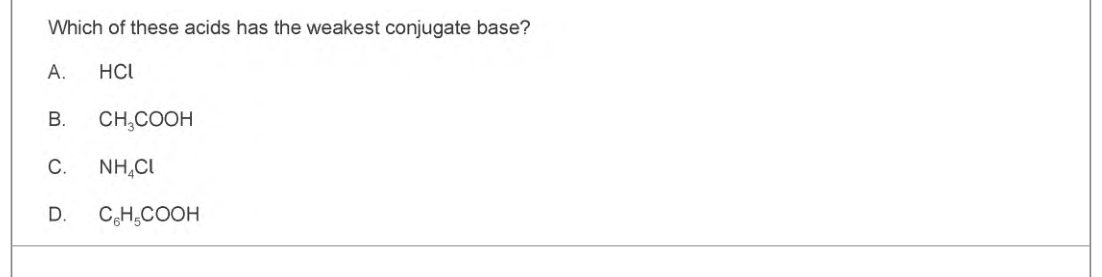 Which of these acids has the weakest conjugate base?
A. HCl
B. CH₃COOH
C. NH₄Cl
D. C₆H₅COOH